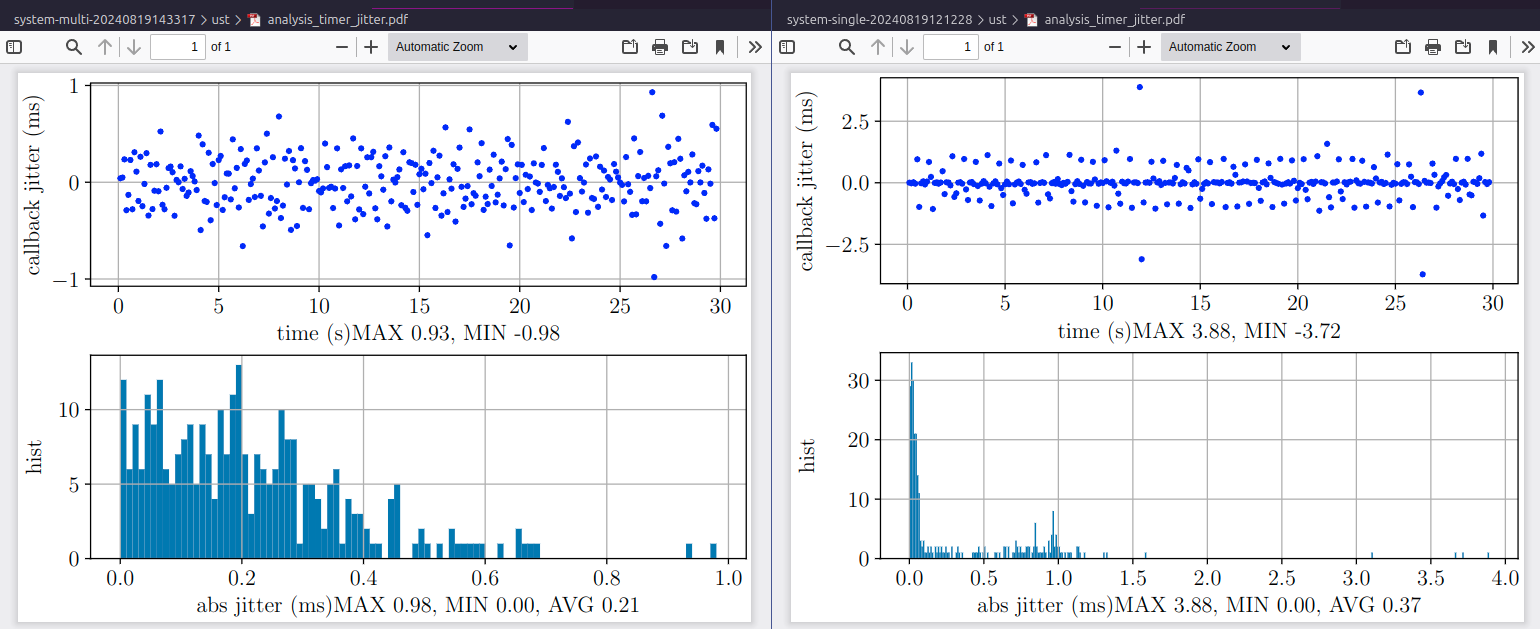 system-multi-20240819143317 > ust > analysis_timer_jitter.pdf
1 of 1
Automatic Zoom
callback jitter (ms)
1
0
−1
0 5 10 15 20 25 30
time (s)MAX 0.93, MIN -0.98
hist
10
5
0
0.0 0.2 0.4 0.6 0.8 1.0
abs jitter (ms)MAX 0.98, MIN 0.00, AVG 0.21
system-single-20240819121228 > ust > analysis_timer_jitter.pdf
1 of 1
Automatic Zoom
callback jitter (ms)
2.5
0.0
−2.5
0 5 10 15 20 25 30
time (s)MAX 3.88, MIN -3.72
hist
30
20
10
0
0.0 0.5 1.0 1.5 2.0 2.5 3.0 3.5 4.0
abs jitter (ms)MAX 3.88, MIN 0.00, AVG 0.37